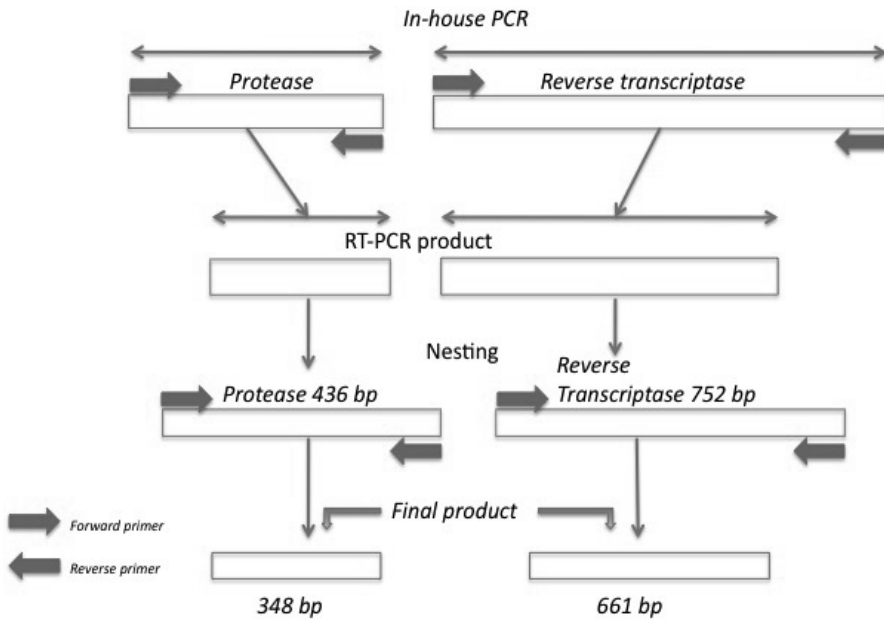 In-house PCR
Protease
Reverse transcriptase
RT-PCR product
Nesting
Protease 436 bp
Reverse
Transcriptase 752 bp
Final product
Forward primer
Reverse primer
348 bp
661 bp